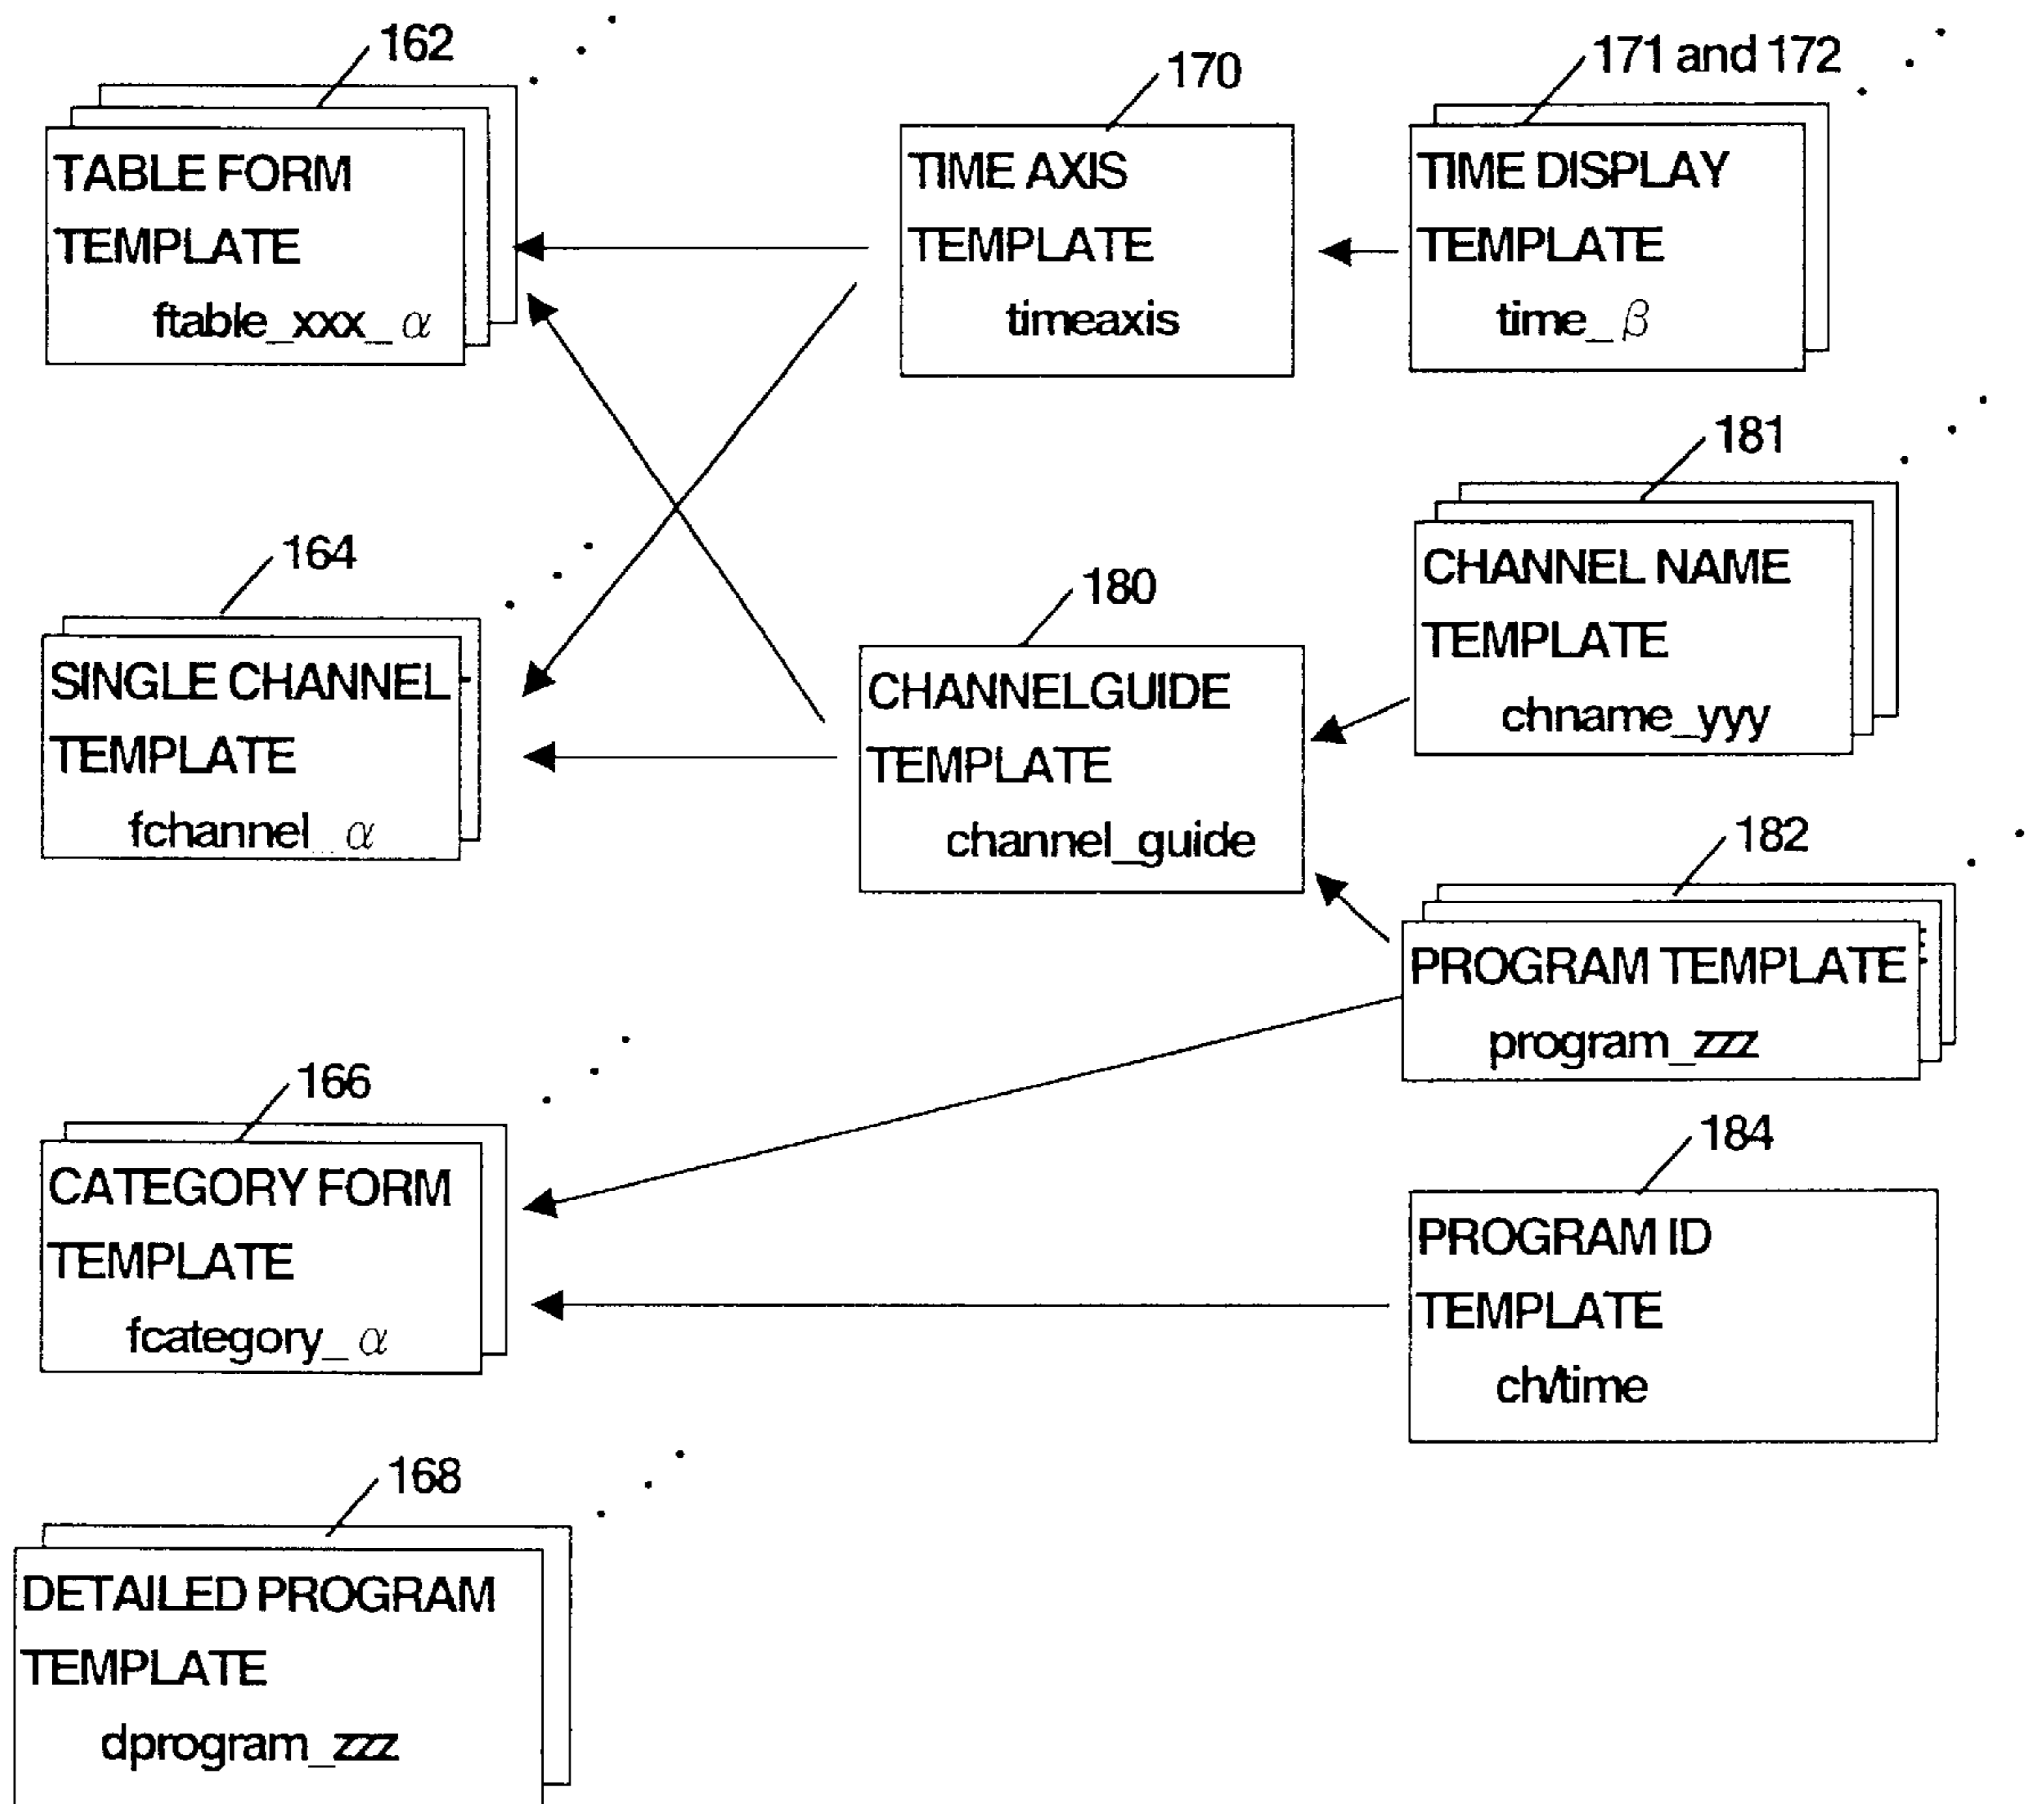 162
TABLE FORM
TEMPLATE
ftable_xxx_α
170
TIME AXIS
TEMPLATE
timeaxis
171 and 172
TIME DISPLAY
TEMPLATE
time_β
164
SINGLE CHANNEL
TEMPLATE
fchannel_α
180
CHANNELGUIDE
TEMPLATE
channel_guide
181
CHANNEL NAME
TEMPLATE
chname_yyy
182
PROGRAM TEMPLATE
program_zzz
166
CATEGORY FORM
TEMPLATE
fcategory_α
184
PROGRAM ID
TEMPLATE
ch/time
168
DETAILED PROGRAM
TEMPLATE
dprogram_zzz